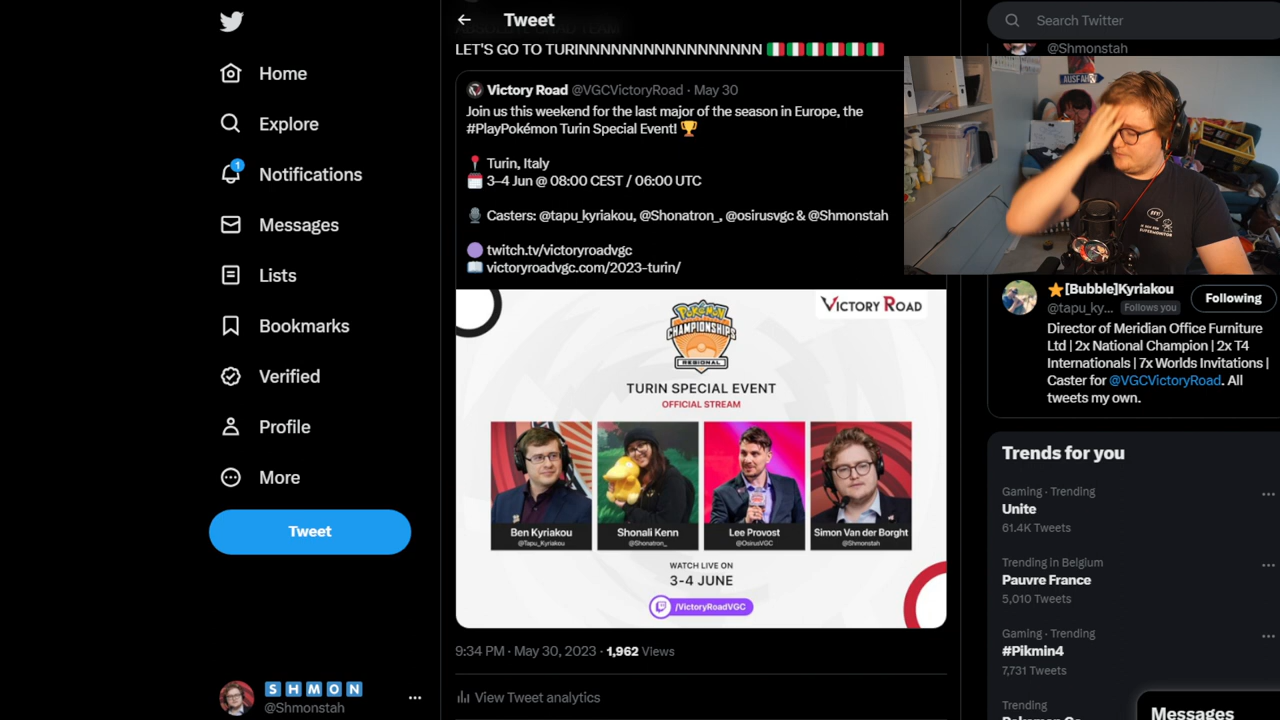 Home
Explore
Notifications
1
Messages
Lists
Bookmarks
Verified
Profile
More
Tweet
SHMON
@Shmonstah
Tweet
ABSOLUTE CHAD TEAM
LET'S GO TO TURINNNNNNNNNNNNNNNNNN 🇮🇹🇮🇹🇮🇹🇮🇹🇮🇹🇮🇹
Victory Road @VGCVictoryRoad · May 30
Join us this weekend for the last major of the season in Europe, the
#PlayPokémon Turin Special Event! 🏆
📍 Turin, Italy
🗓️ 3–4 Jun @ 08:00 CEST / 06:00 UTC
🎙️ Casters: @tapu_kyriakou, @Shonatron_, @osirusvgc & @Shmonstah
🟣 twitch.tv/victoryroadvgc
📖 victoryroadvgc.com/2023-turin/
VICTORY ROAD
Pokémon
CHAMPIONSHIPS
REGIONAL
TURIN SPECIAL EVENT
OFFICIAL STREAM
Ben Kyriakou
@Tapu_Kyriakou
Shonali Kenn
@Shonatron_
Lee Provost
@OsirusVGC
Simon Van der Borght
@Shmonstah
WATCH LIVE ON
3-4 JUNE
/VictoryRoadVGC
9:34 PM · May 30, 2023 · 1,962 Views
View Tweet analytics
Search Twitter
@Shmonstah
⭐[Bubble]Kyriakou
@tapu_ky... Follows you
Following
Director of Meridian Office Furniture
Ltd | 2x National Champion | 2x T4
Internationals | 7x Worlds Invitations |
Caster for @VGCVictoryRoad. All
tweets my own.
Trends for you
Gaming · Trending
Unite
61.4K Tweets
Trending in Belgium
Pauvre France
5,010 Tweets
Gaming · Trending
#Pikmin4
7,731 Tweets
Trending
Messages